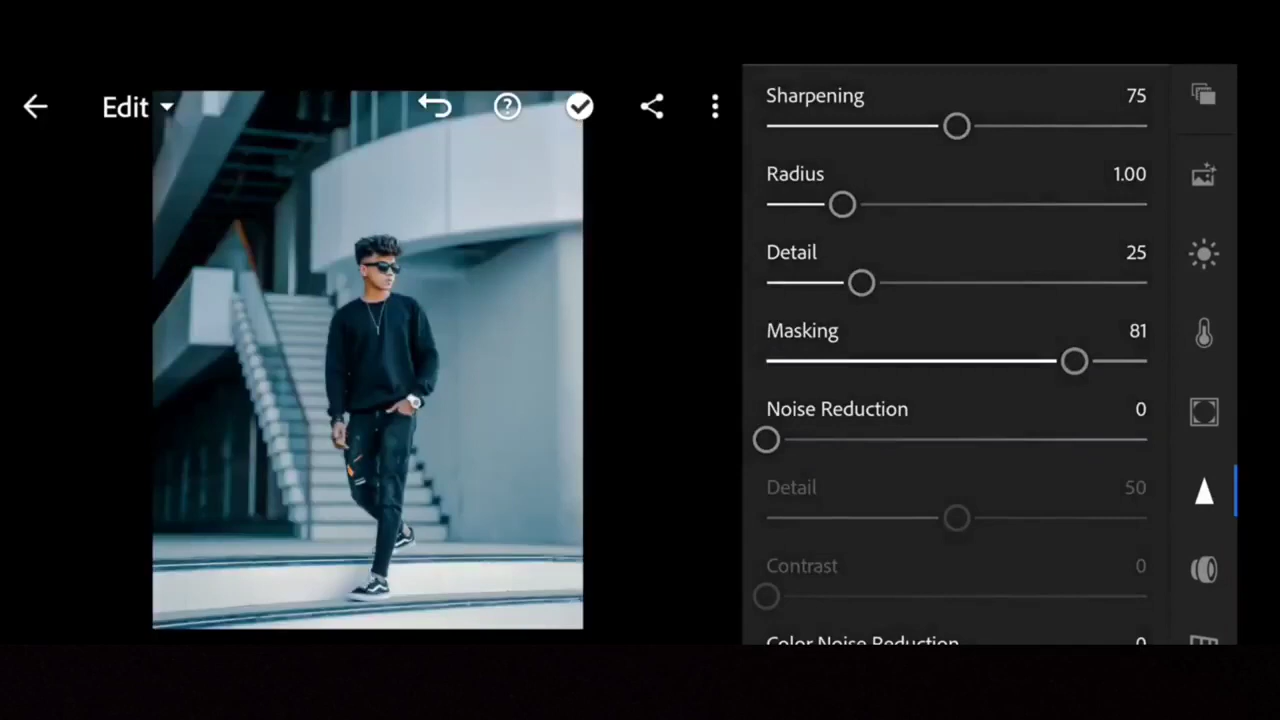 Edit
Sharpening 75
Radius 1.00
Detail 25
Masking 81
Noise Reduction 0
Detail 50
Contrast 0
Color Noise Reduction 0